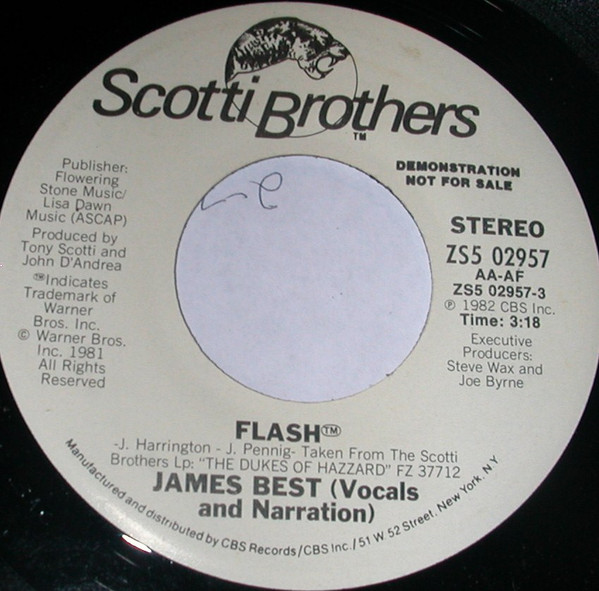 Scotti Brothers
TM
DEMONSTRATION
NOT FOR SALE
Publisher:
Flowering
Stone Music/
Lisa Dawn
Music (ASCAP)
Produced by
Tony Scotti and
John D'Andrea
™Indicates
Trademark of
Warner
Bros. Inc.
© Warner Bros.
Inc. 1981
All Rights
Reserved
STEREO
ZS5 02957
AA-AF
ZS5 02957-3
℗ 1982 CBS Inc.
Time: 3:18
Executive
Producers:
Steve Wax and
Joe Byrne
FLASH™
-J. Harrington - J. Pennig- Taken From The Scotti
Brothers Lp: "THE DUKES OF HAZZARD" FZ 37712
JAMES BEST (Vocals
and Narration)
Manufactured and distributed by CBS Records/CBS Inc./51 W 52 Street. New York, N.Y.